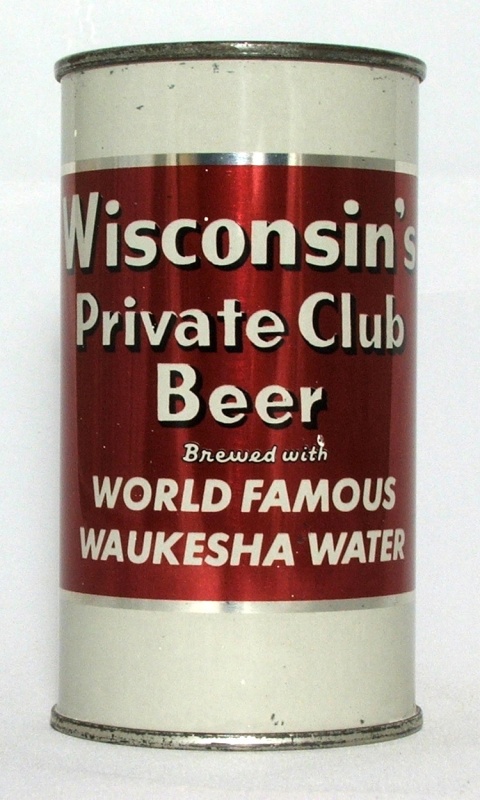 Wisconsin's
Private Club
Beer
Brewed with
WORLD FAMOUS
WAUKESHA WATER